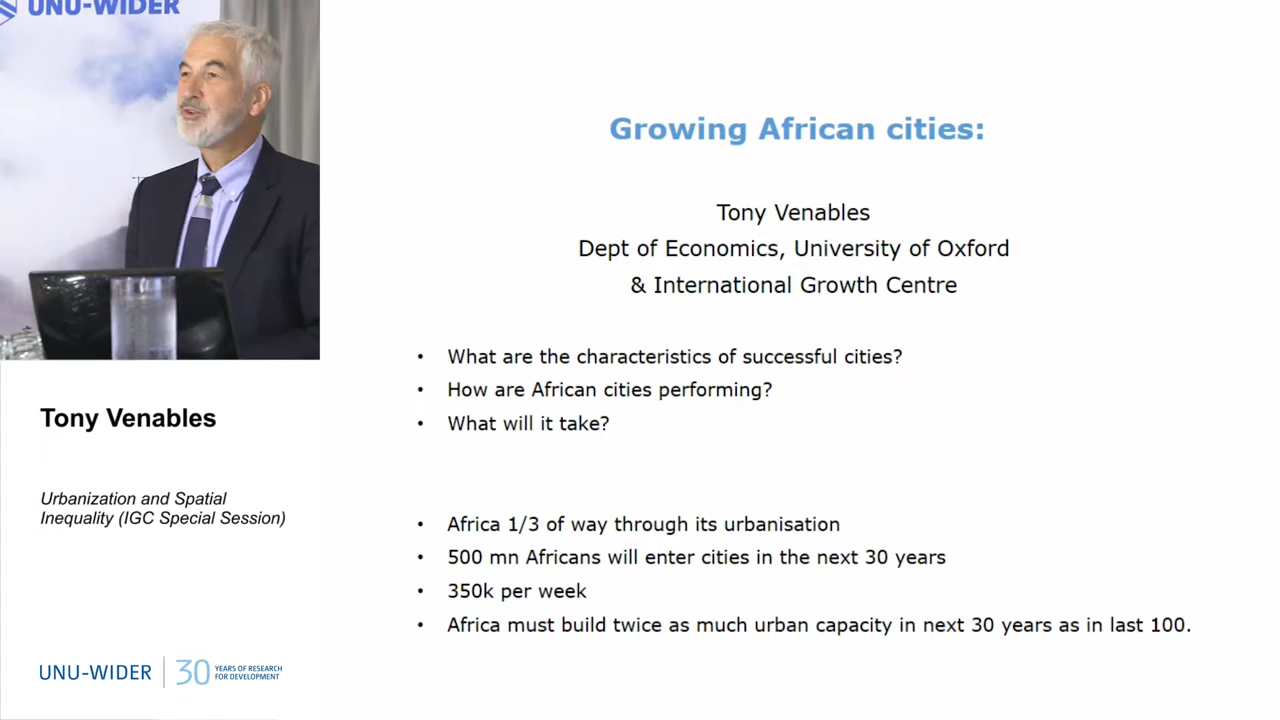 UNU-WIDER
Growing African cities:
Tony Venables
Dept of Economics, University of Oxford
& International Growth Centre
• What are the characteristics of successful cities?
• How are African cities performing?
• What will it take?
• Africa 1/3 of way through its urbanisation
• 500 mn Africans will enter cities in the next 30 years
• 350k per week
• Africa must build twice as much urban capacity in next 30 years as in last 100.
Tony Venables
Urbanization and Spatial
Inequality (IGC Special Session)
UNU-WIDER
30 YEARS OF RESEARCH
FOR DEVELOPMENT